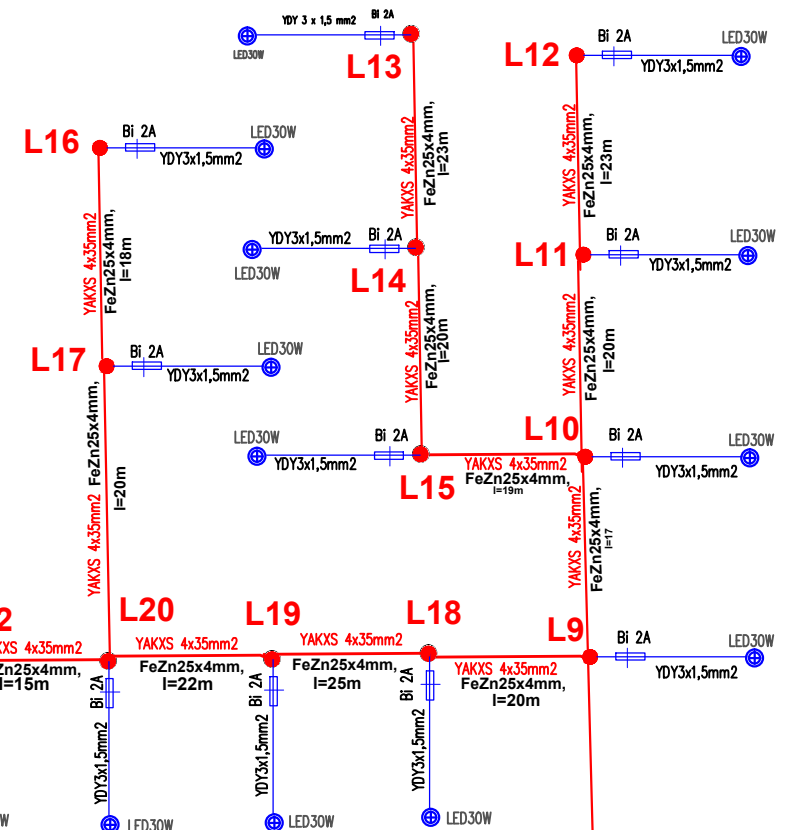 YDY 3 x 1,5 mm2
Bi 2A
LED30W
L13
L12
Bi 2A
LED30W
YDY3x1,5mm2
L16
Bi 2A
LED30W
YDY3x1,5mm2
YAKXS 4x35mm2
FeZn25x4mm,
l=23m
YAKXS 4x35mm2
FeZn25x4mm,
l=23m
YAKXS 4x35mm2
FeZn25x4mm,
l=18m
YDY3x1,5mm2
Bi 2A
LED30W
L14
L11
Bi 2A
LED30W
YDY3x1,5mm2
L17
Bi 2A
LED30W
YDY3x1,5mm2
YAKXS 4x35mm2
FeZn25x4mm,
l=20m
YAKXS 4x35mm2
FeZn25x4mm,
l=20m
YAKXS 4x35mm2
FeZn25x4mm,
l=20m
LED30W
Bi 2A
YDY3x1,5mm2
L15
YAKXS 4x35mm2
FeZn25x4mm,
l=19m
L10
Bi 2A
LED30W
YDY3x1,5mm2
YAKXS 4x35mm2
FeZn25x4mm,
l=17
2
XS 4x35mm2
Zn25x4mm,
l=15m
L20
YAKXS 4x35mm2
FeZn25x4mm,
l=22m
L19
YAKXS 4x35mm2
FeZn25x4mm,
l=25m
L18
YAKXS 4x35mm2
FeZn25x4mm,
l=20m
L9
Bi 2A
LED30W
YDY3x1,5mm2
Bi 2A
YDY3x1,5mm2
LED30W
Bi 2A
YDY3x1,5mm2
LED30W
Bi 2A
YDY3x1,5mm2
LED30W
W